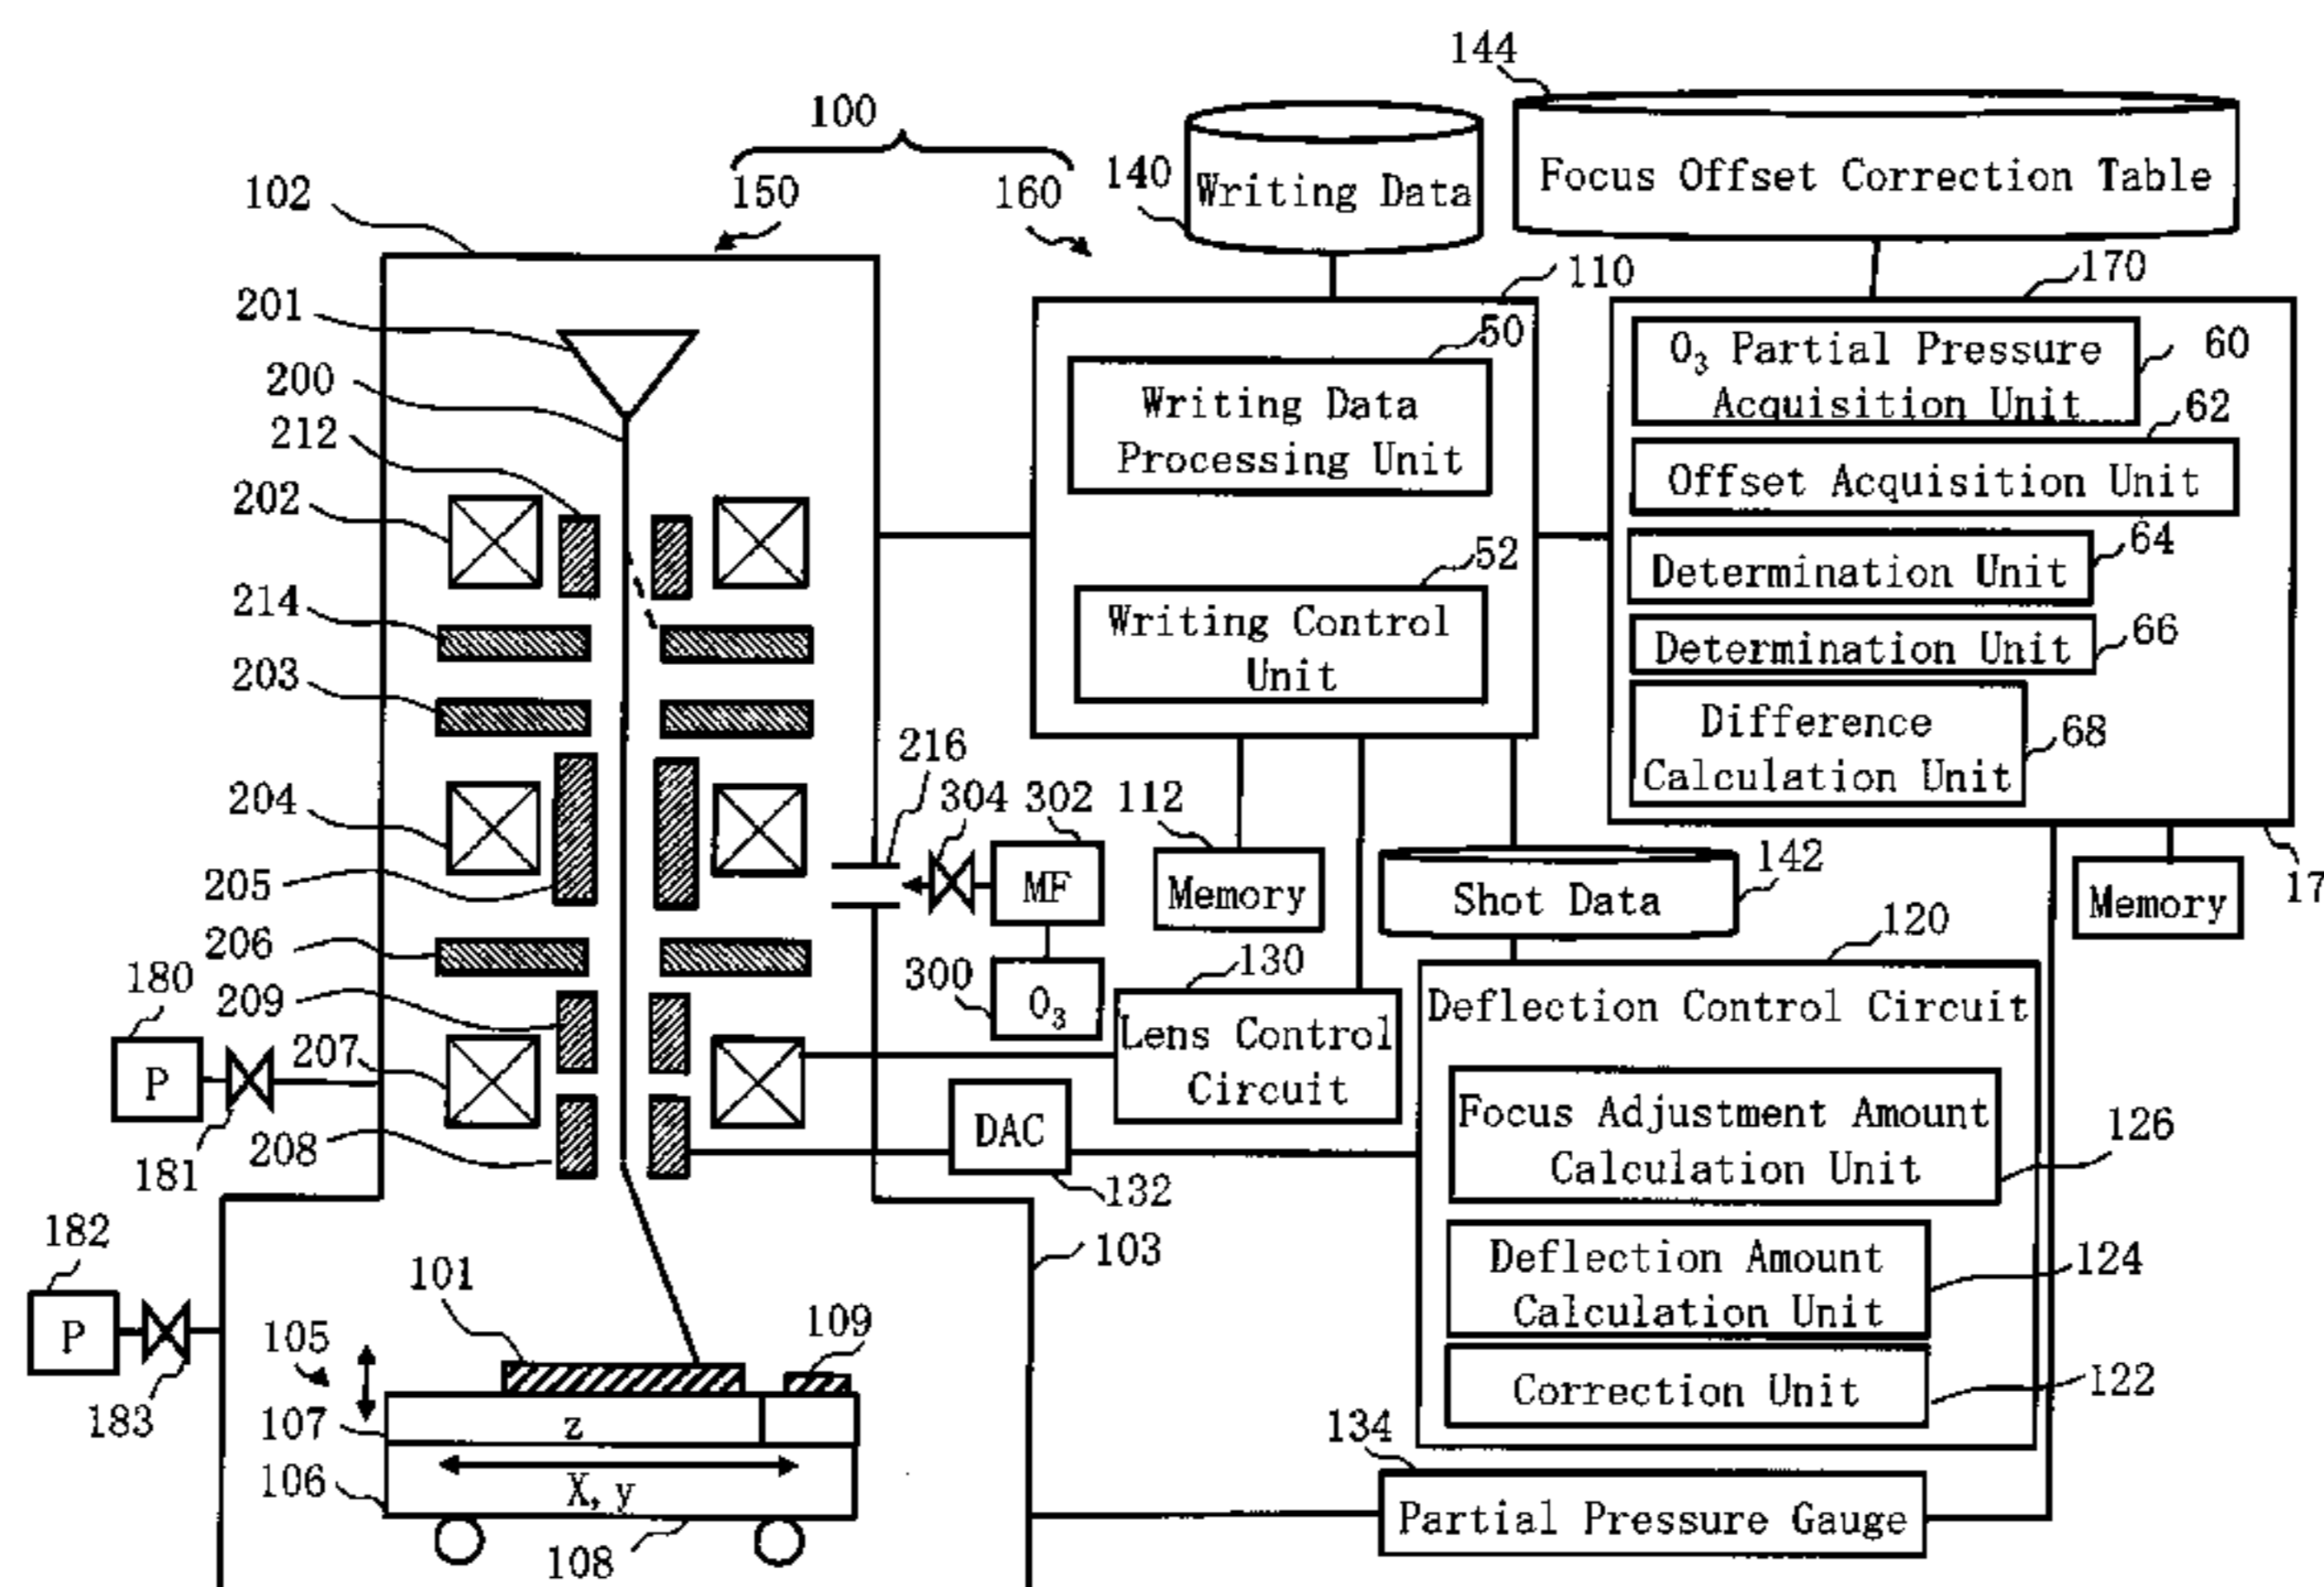 144
100
140
Writing Data
Focus Offset Correction Table
102
150
160
110
170
201
50
O₃ Partial Pressure
Acquisition Unit
60
200
Writing Data
Processing Unit
62
212
Offset Acquisition Unit
202
64
52
Determination Unit
214
Writing Control
Unit
66
Determination Unit
203
216
Difference
Calculation Unit
68
204
304
302
112
142
205
MF
Memory
Shot Data
17
Memory
206
120
180
209
300
O₃
130
Deflection Control Circuit
207
Lens Control
Circuit
P
DAC
Focus Adjustment Amount
Calculation Unit
126
181
208
132
182
103
Deflection Amount
Calculation Unit
124
101
109
P
105
Correction Unit
122
183
107
z
134
106
X, y
Partial Pressure Gauge
108